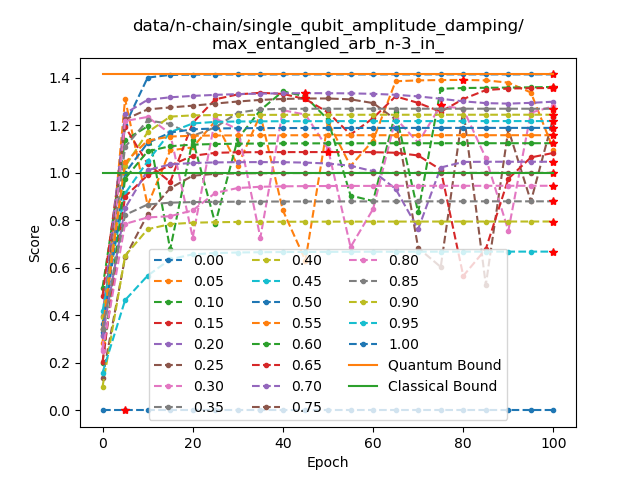 data/n-chain/single_qubit_amplitude_damping/
max_entangled_arb_n-3_in_
Score
1.4
1.2
1.0
0.8
0.6
0.4
0.2
0.0
0.00 0.40 0.80
0.05 0.45 0.85
0.10 0.50 0.90
0.15 0.55 0.95
0.20 0.60 1.00
0.25 0.65 Quantum Bound
0.30 0.70 Classical Bound
0.35 0.75
0 20 40 60 80 100
Epoch